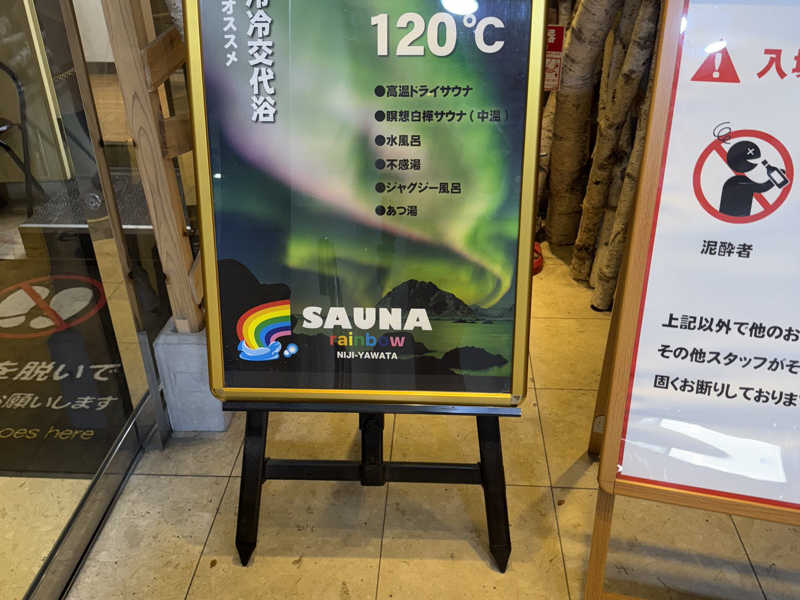 冷交代浴
オススメ
120℃
●高温ドライサウナ
●瞑想白樺サウナ(中温)
●水風呂
●不感湯
●ジャグジー風呂
●あつ湯
SAUNA
rainbow
NIJI-YAWATA
を脱いで
お願いします
oes here
入
泥酔者
上記以外で他のお
その他スタッフがそ
固くお断りしておりま